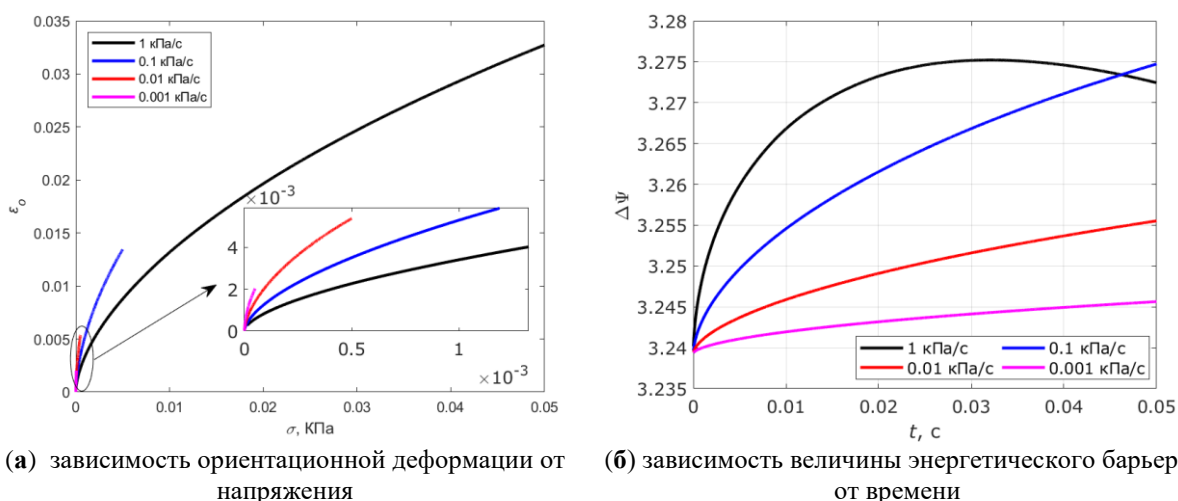 0.035
0.03
0.025
0.02
0.015
0.01
0.005
0
ε_o
1 кПа/с
0.1 кПа/с
0.01 кПа/с
0.001 кПа/с
×10^-3
4
2
0
0 0.5 1
×10^-3
0 0.01 0.02 0.03 0.04 0.05
σ, КПа
(а) зависимость ориентационной деформации от
напряжения
3.28
3.275
3.27
3.265
3.26
3.255
3.25
3.245
3.24
3.235
ΔΨ
1 кПа/с 0.1 кПа/с
0.01 кПа/с 0.001 кПа/с
0 0.01 0.02 0.03 0.04 0.05
t, с
(б) зависимость величины энергетического барьер
от времени